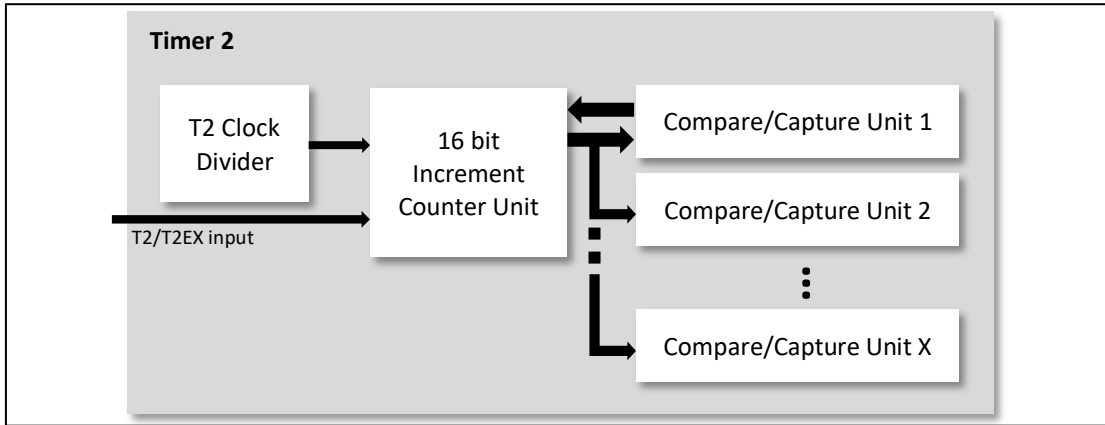 Timer 2
T2 Clock
Divider
16 bit
Increment
Counter Unit
Compare/Capture Unit 1
Compare/Capture Unit 2
T2/T2EX input
Compare/Capture Unit X